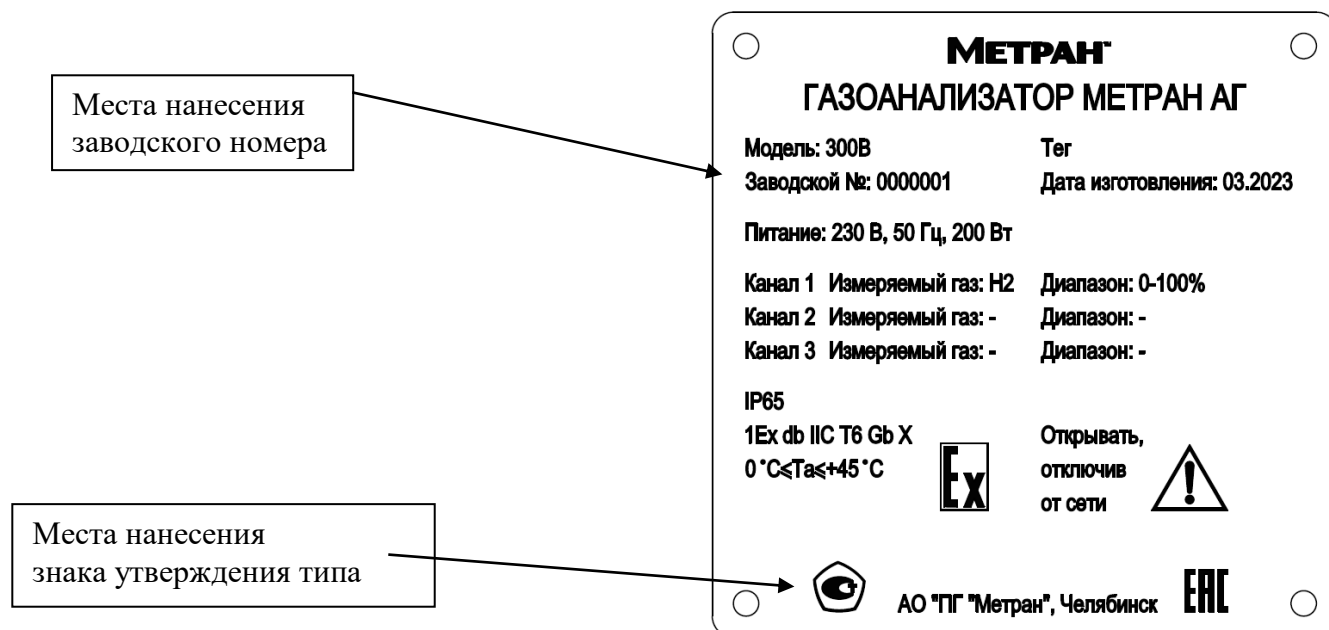 Места нанесения
заводского номера
МЕТРАН™
ГАЗОАНАЛИЗАТОР МЕТРАН АГ
Модель: 300В Тег
Заводской №: 0000001 Дата изготовления: 03.2023
Питание: 230 В, 50 Гц, 200 Вт
Канал 1 Измеряемый газ: H2 Диапазон: 0-100%
Канал 2 Измеряемый газ: - Диапазон: -
Канал 3 Измеряемый газ: - Диапазон: -
IP65
1Ex db IIC T6 Gb X
0 °C≤Ta≤+45 °C
Ex
Открывать,
отключив
от сети
Места нанесения
знака утверждения типа
АО "ПГ "Метран", Челябинск EAC